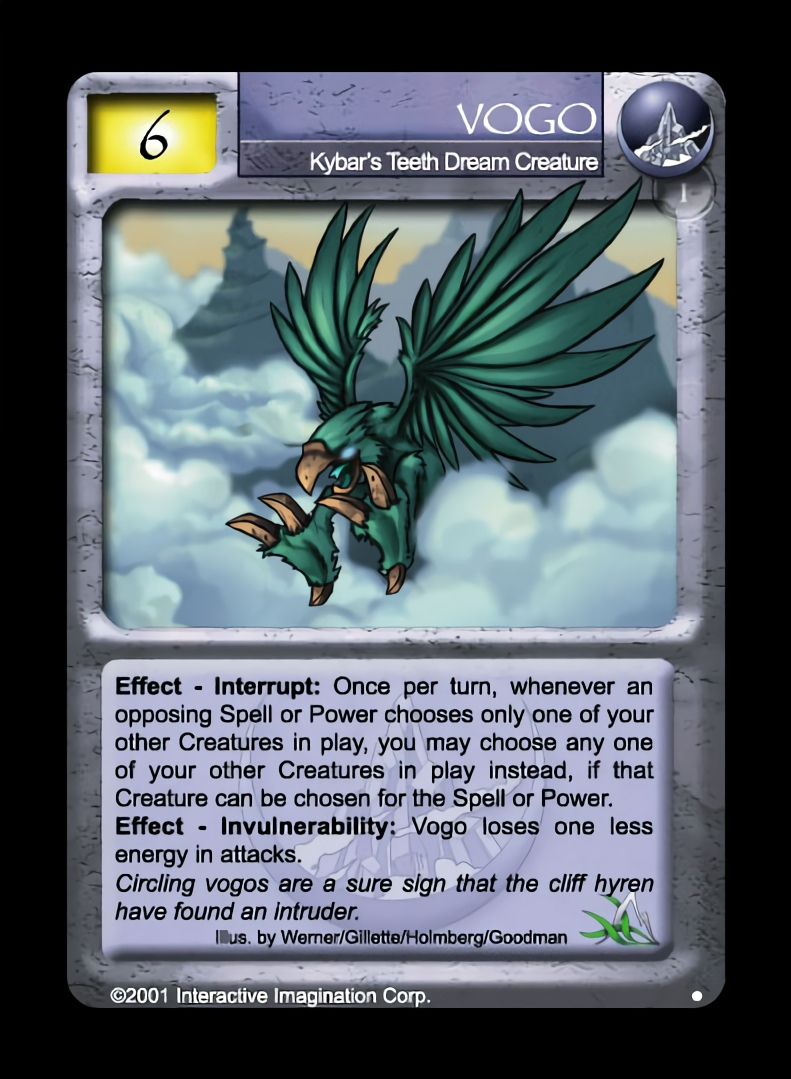 6
VOGO
Kybar's Teeth Dream Creature
1
Effect - Interrupt: Once per turn, whenever an
opposing Spell or Power chooses only one of your
other Creatures in play, you may choose any one
of your other Creatures in play instead, if that
Creature can be chosen for the Spell or Power.
Effect - Invulnerability: Vogo loses one less
energy in attacks.
Circling vogos are a sure sign that the cliff hyren
have found an intruder.
Illus. by Werner/Gillette/Holmberg/Goodman
©2001 Interactive Imagination Corp.